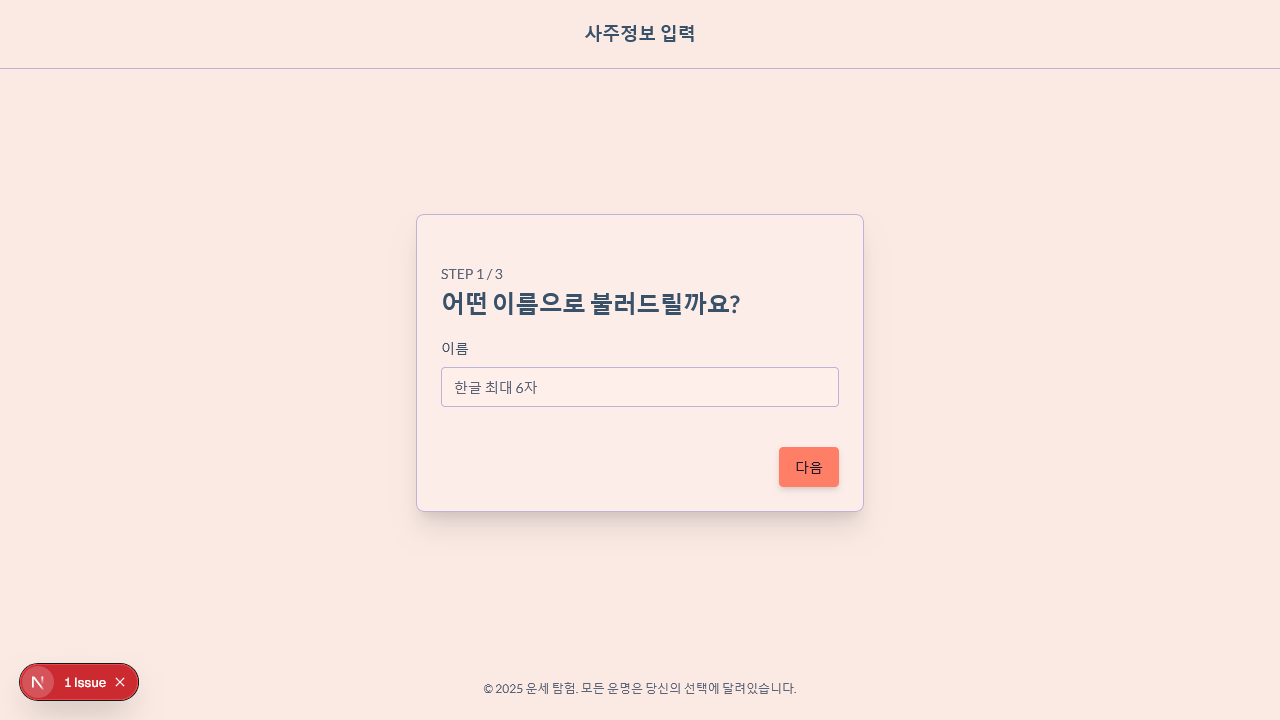 사주정보 입력
STEP 1 / 3
어떤 이름으로 불러드릴까요?
이름
한글 최대 6자
다음
N
1 Issue
© 2025 운세 탐험. 모든 운명은 당신의 선택에 달려있습니다.